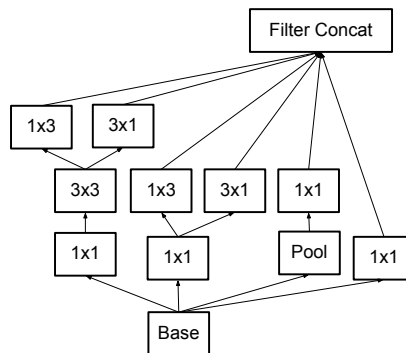 Filter Concat
1x3 3x1
3x3 1x3 3x1 1x1
1x1 1x1 Pool 1x1
Base